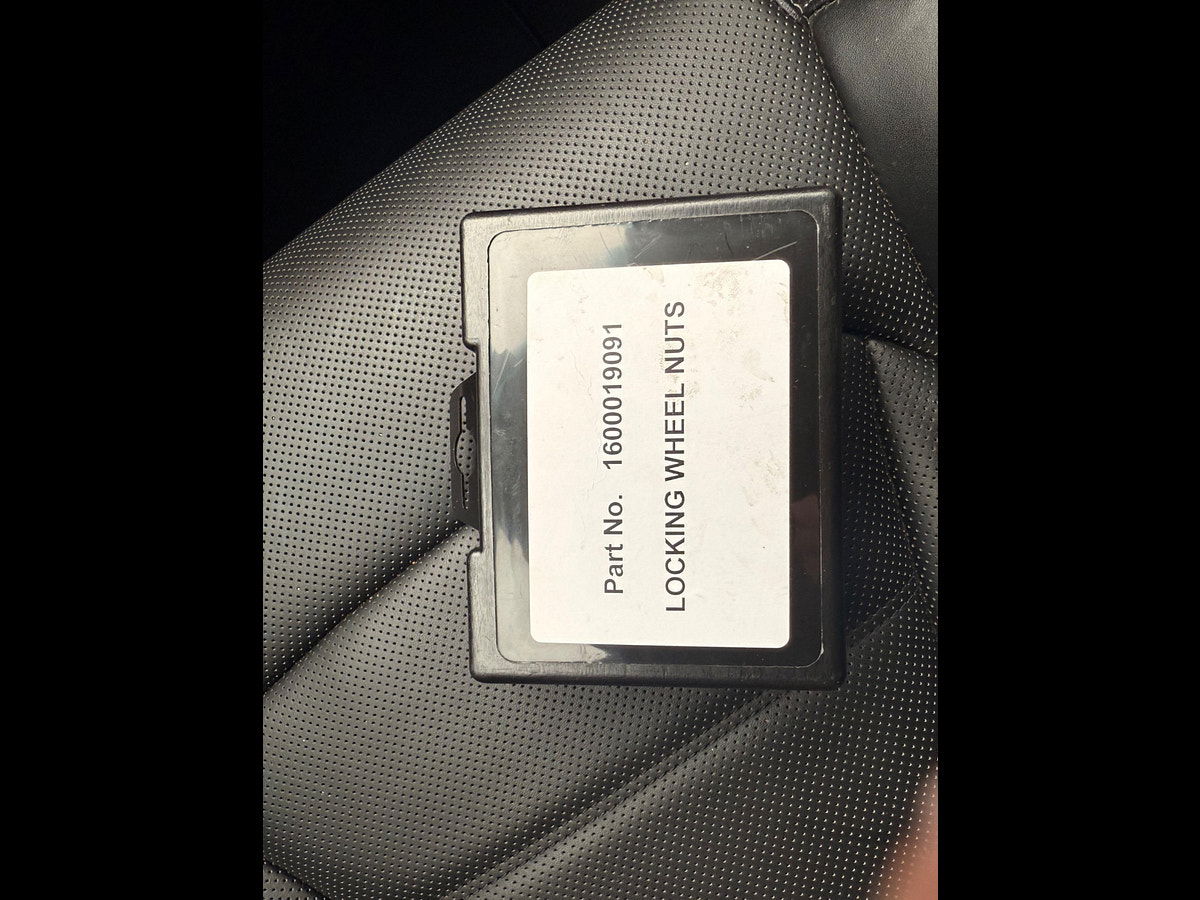 Part No. 1600019091
LOCKING WHEEL NUTS